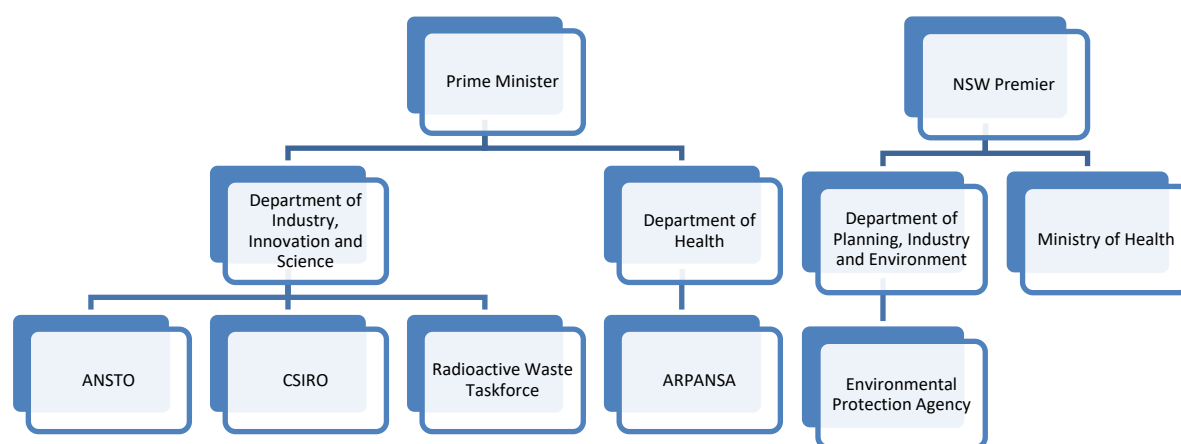 Prime Minister
NSW Premier
Department of
Industry,
Innovation and
Science
Department of
Health
Department of
Planning, Industry
and Environment
Ministry of Health
ANSTO
CSIRO
Radioactive Waste
Taskforce
ARPANSA
Environmental
Protection Agency